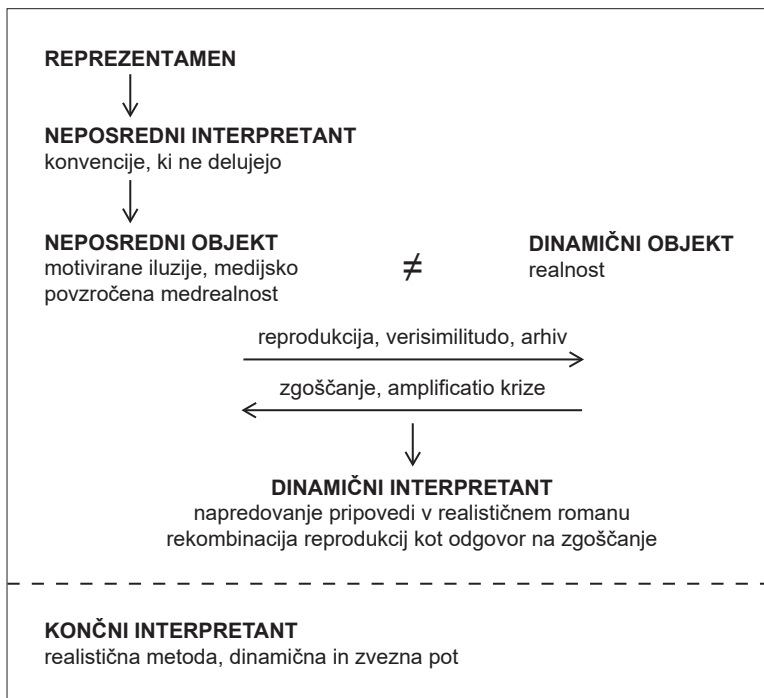 REPREZENTAMEN
NEPOSREDNI INTERPRETANT
konvencije, ki ne delujejo
NEPOSREDNI OBJEKT
motivirane iluzije, medijsko
povzročena medrealnost
≠
DINAMIČNI OBJEKT
realnost
reprodukcija, verisimilitudo, arhiv
zgoščanje, amplificatio krize
DINAMIČNI INTERPRETANT
napredovanje pripovedi v realističnem romanu
rekombinacija reprodukcij kot odgovor na zgoščanje
KONČNI INTERPRETANT
realistična metoda, dinamična in zvezna pot